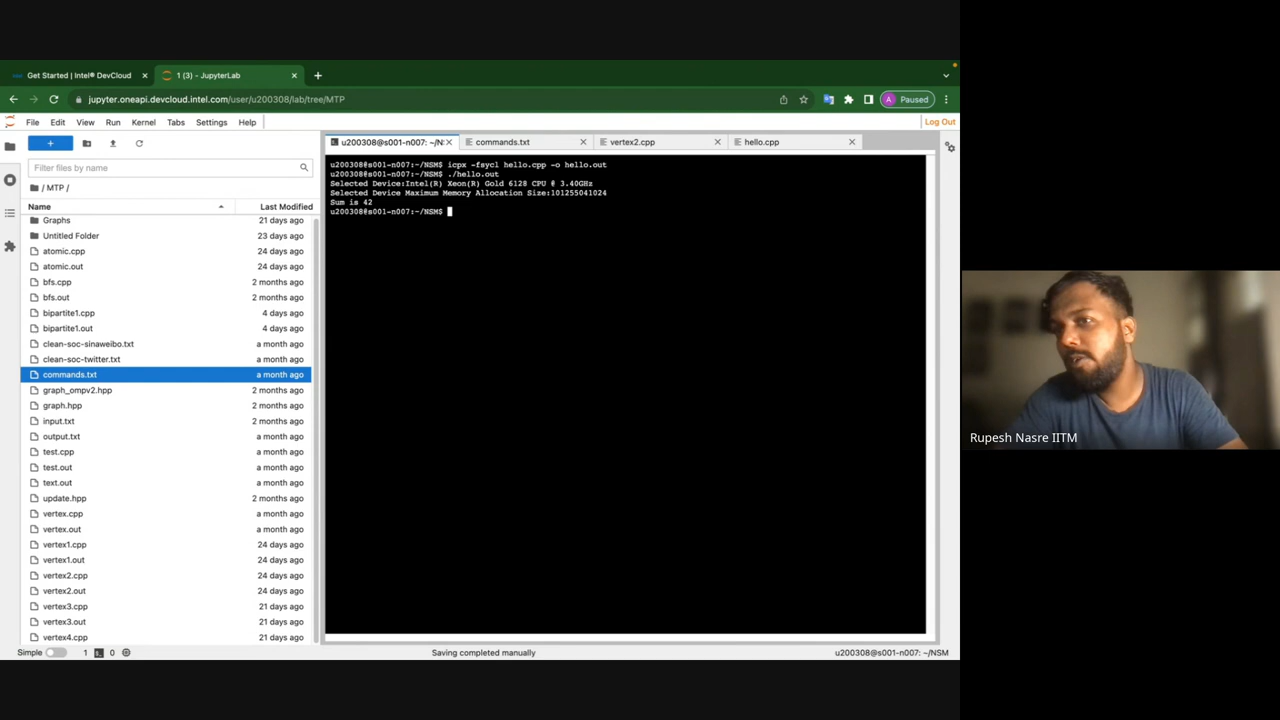 Get Started | Intel® DevCloud
1 (3) - JupyterLab
jupyter.oneapi.devcloud.intel.com/user/u200308/lab/tree/MTP
A Paused
File Edit View Run Kernel Tabs Settings Help
Log Out
u200308@s001-n007: ~/N
commands.txt
vertex2.cpp
hello.cpp
Filter files by name
/ MTP /
Name Last Modified
Graphs 21 days ago
Untitled Folder 23 days ago
atomic.cpp 24 days ago
atomic.out 24 days ago
bfs.cpp 2 months ago
bfs.out 2 months ago
bipartite1.cpp 4 days ago
bipartite1.out 4 days ago
clean-soc-sinaweibo.txt a month ago
clean-soc-twitter.txt a month ago
commands.txt a month ago
graph_ompv2.hpp 2 months ago
graph.hpp 2 months ago
input.txt 2 months ago
output.txt a month ago
test.cpp a month ago
test.out a month ago
text.out a month ago
update.hpp 2 months ago
vertex.cpp a month ago
vertex.out a month ago
vertex1.cpp 24 days ago
vertex1.out 24 days ago
vertex2.cpp 24 days ago
vertex2.out 24 days ago
vertex3.cpp 21 days ago
vertex3.out 21 days ago
vertex4.cpp 21 days ago
u200308@s001-n007:~/NSM$ icpx -fsycl hello.cpp -o hello.out
u200308@s001-n007:~/NSM$ ./hello.out
Selected Device:Intel(R) Xeon(R) Gold 6128 CPU @ 3.40GHz
Selected Device Maximum Memory Allocation Size:101255041024
Sum is 42
u200308@s001-n007:~/NSM$
Rupesh Nasre IITM
Simple 1 0
Saving completed manually
u200308@s001-n007: ~/NSM